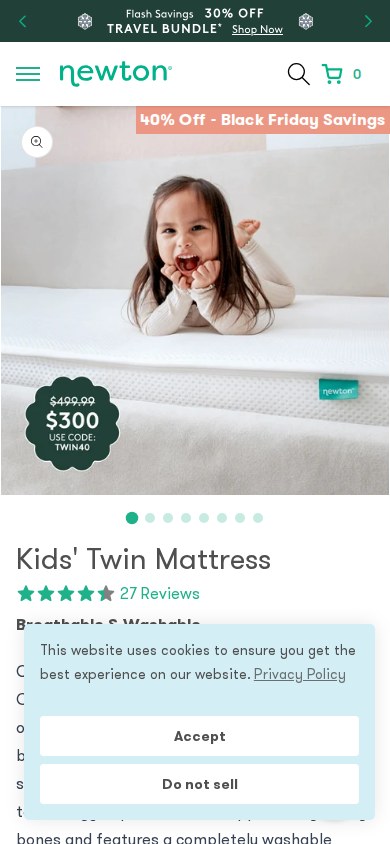 Flash Savings 30% OFF
TRAVEL BUNDLE* Shop Now
newton®
0
40% Off - Black Friday Savings
newton
$499.99
$300
USE CODE:
TWIN40
Kids' Twin Mattress
27 Reviews
Breathable & Washable
This website uses cookies to ensure you get the
best experience on our website. Privacy Policy
Accept
Do not sell
bones and features a completely washable